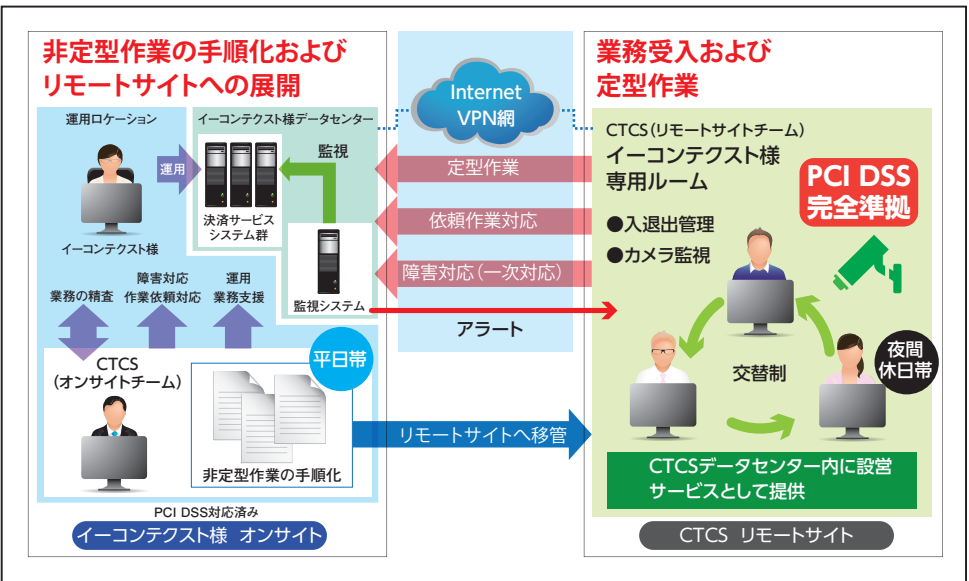 非定型作業の手順化および
リモートサイトへの展開
運用ロケーション
イーコンテクスト様
運用
イーコンテクスト様データセンター
監視
決済サービス
システム群
監視システム
業務の精査
障害対応
作業依頼対応
運用
業務支援
CTCS
(オンサイトチーム)
平日帯
非定型作業の手順化
PCI DSS対応済み
イーコンテクスト様 オンサイト
Internet
VPN網
定型作業
依頼作業対応
障害対応(一次対応)
アラート
リモートサイトへ移管
業務受入および
定型作業
CTCS(リモートサイトチーム)
イーコンテクスト様
専用ルーム
●入退出管理
●カメラ監視
PCI DSS
完全準拠
交替制
夜間
休日帯
CTCSデータセンター内に設営
サービスとして提供
CTCS リモートサイト